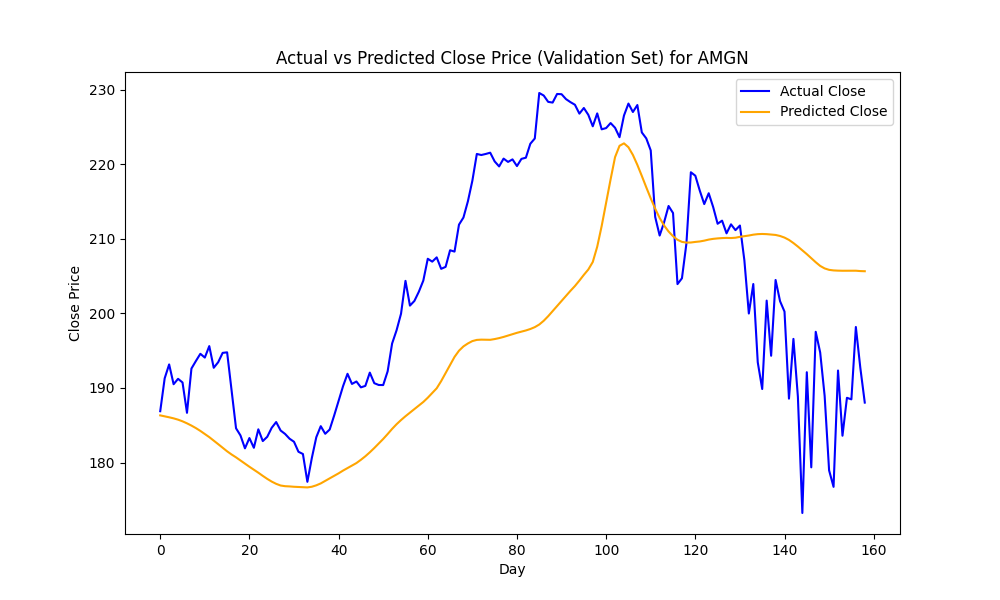 Actual vs Predicted Close Price (Validation Set) for AMGN
Actual Close
Predicted Close
Close Price
230
220
210
200
190
180
0 20 40 60 80 100 120 140 160
Day